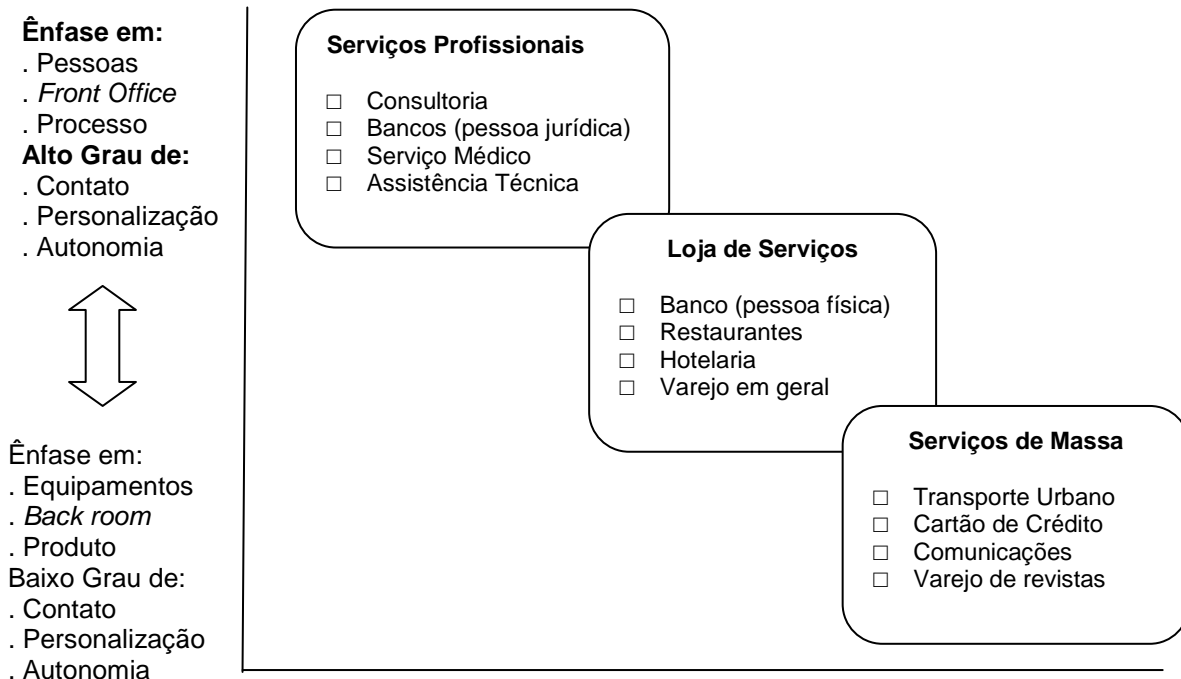 Ênfase em:
. Pessoas
. Front Office
. Processo
Alto Grau de:
. Contato
. Personalização
. Autonomia
Ênfase em:
. Equipamentos
. Back room
. Produto
Baixo Grau de:
. Contato
. Personalização
. Autonomia
Serviços Profissionais
□ Consultoria
□ Bancos (pessoa jurídica)
□ Serviço Médico
□ Assistência Técnica
Loja de Serviços
□ Banco (pessoa física)
□ Restaurantes
□ Hotelaria
□ Varejo em geral
Serviços de Massa
□ Transporte Urbano
□ Cartão de Crédito
□ Comunicações
□ Varejo de revistas